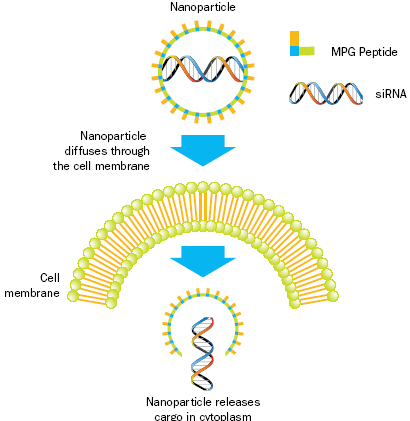 Nanoparticle
MPG Peptide
siRNA
Nanoparticle
diffuses through
the cell membrane
Cell
membrane
Nanoparticle releases
cargo in cytoplasm